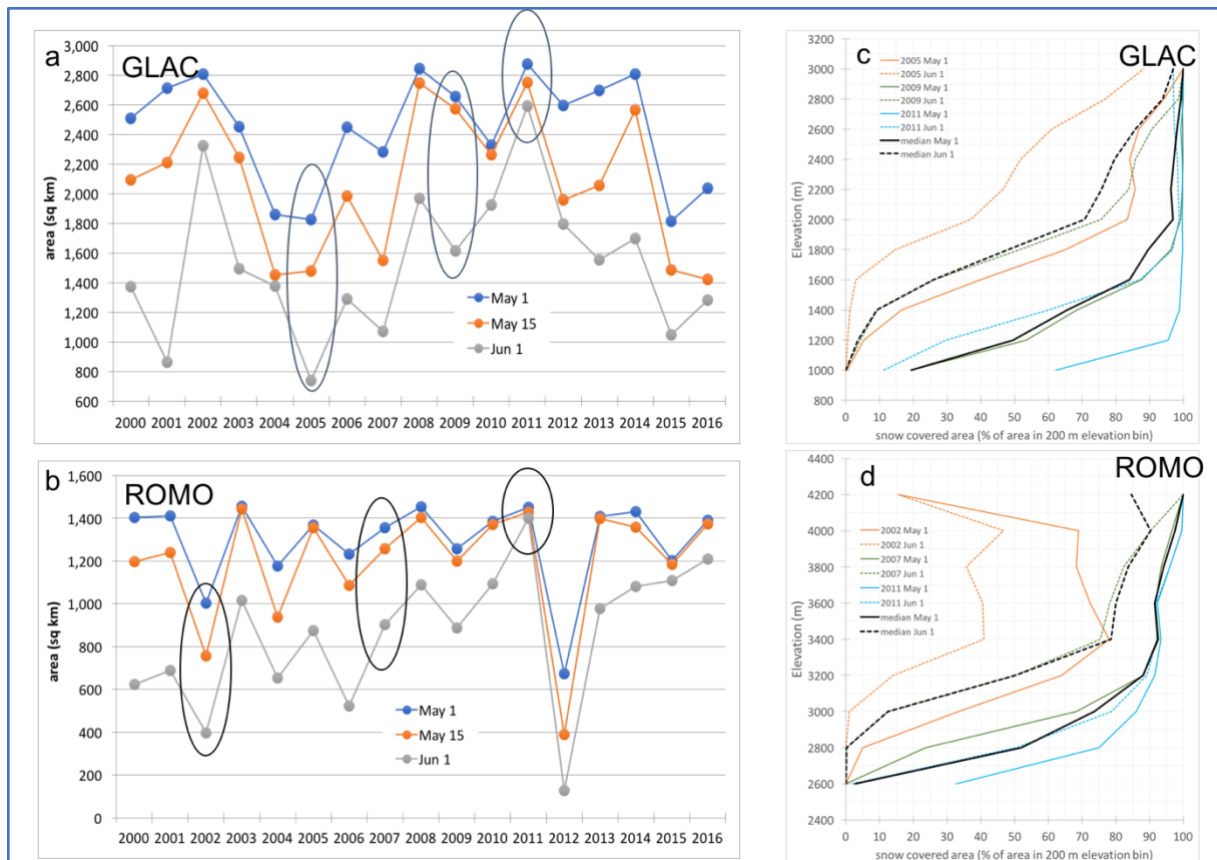 a
GLAC
area (sq km)
3,000
2,800
2,600
2,400
2,200
2,000
1,800
1,600
1,400
1,200
1,000
800
600
May 1
May 15
Jun 1
2000 2001 2002 2003 2004 2005 2006 2007 2008 2009 2010 2011 2012 2013 2014 2015 2016
b
ROMO
area (sq km)
1,600
1,400
1,200
1,000
800
600
400
200
0
May 1
May 15
Jun 1
2000 2001 2002 2003 2004 2005 2006 2007 2008 2009 2010 2011 2012 2013 2014 2015 2016
c
GLAC
Elevation (m)
3200
3000
2800
2600
2400
2200
2000
1800
1600
1400
1200
1000
800
2005 May 1
2005 Jun 1
2009 May 1
2009 Jun 1
2011 May 1
2011 Jun 1
median May 1
median Jun 1
0 10 20 30 40 50 60 70 80 90 100
snow covered area (% of area in 200 m elevation bin)
d
ROMO
Elevation (m)
4400
4200
4000
3800
3600
3400
3200
3000
2800
2600
2400
2002 May 1
2002 Jun 1
2007 May 1
2007 Jun 1
2011 May 1
2011 Jun 1
median May 1
median Jun 1
0 10 20 30 40 50 60 70 80 90 100
snow covered area (% of area in 200 m elevation bin)